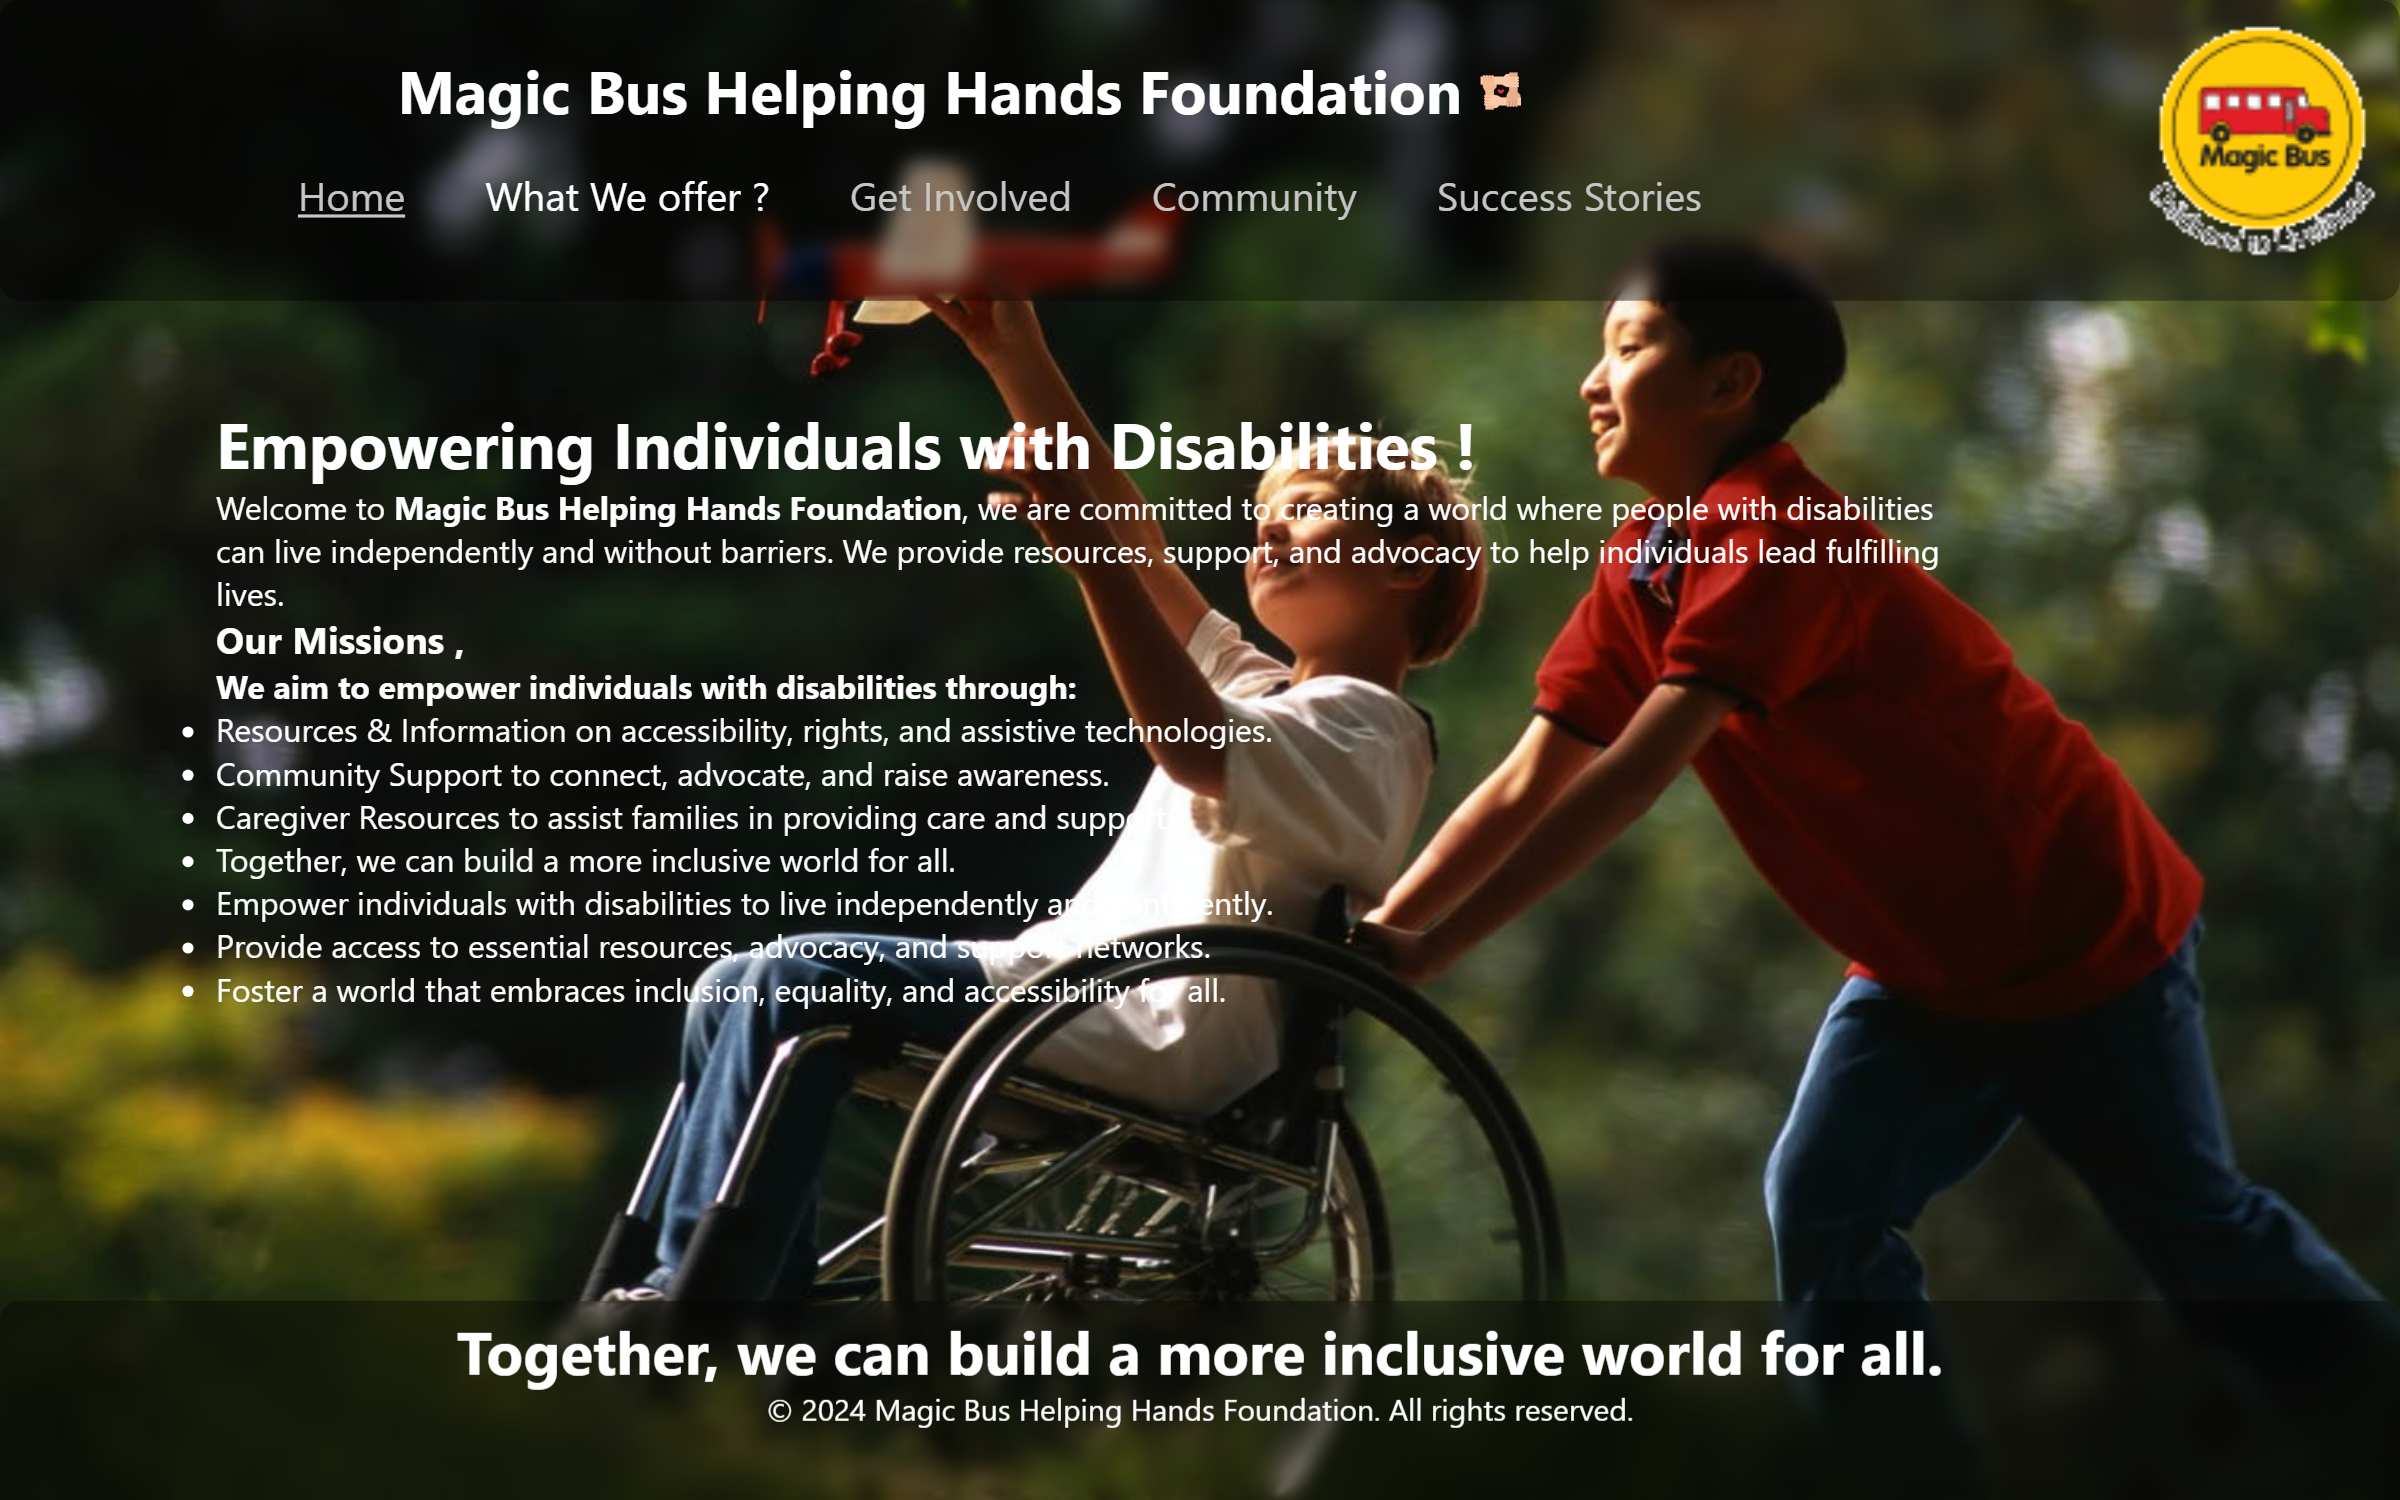 Magic Bus Helping Hands Foundation
Magic Bus
Home What We offer ? Get Involved Community Success Stories
Empowering Individuals with Disabilities !
Welcome to Magic Bus Helping Hands Foundation, we are committed to creating a world where people with disabilities
can live independently and without barriers. We provide resources, support, and advocacy to help individuals lead fulfilling
lives.
Our Missions ,
We aim to empower individuals with disabilities through:
• Resources & Information on accessibility, rights, and assistive technologies.
• Community Support to connect, advocate, and raise awareness.
• Caregiver Resources to assist families in providing care and support.
• Together, we can build a more inclusive world for all.
• Empower individuals with disabilities to live independently and confidently.
• Provide access to essential resources, advocacy, and support networks.
• Foster a world that embraces inclusion, equality, and accessibility for all.
Together, we can build a more inclusive world for all.
© 2024 Magic Bus Helping Hands Foundation. All rights reserved.